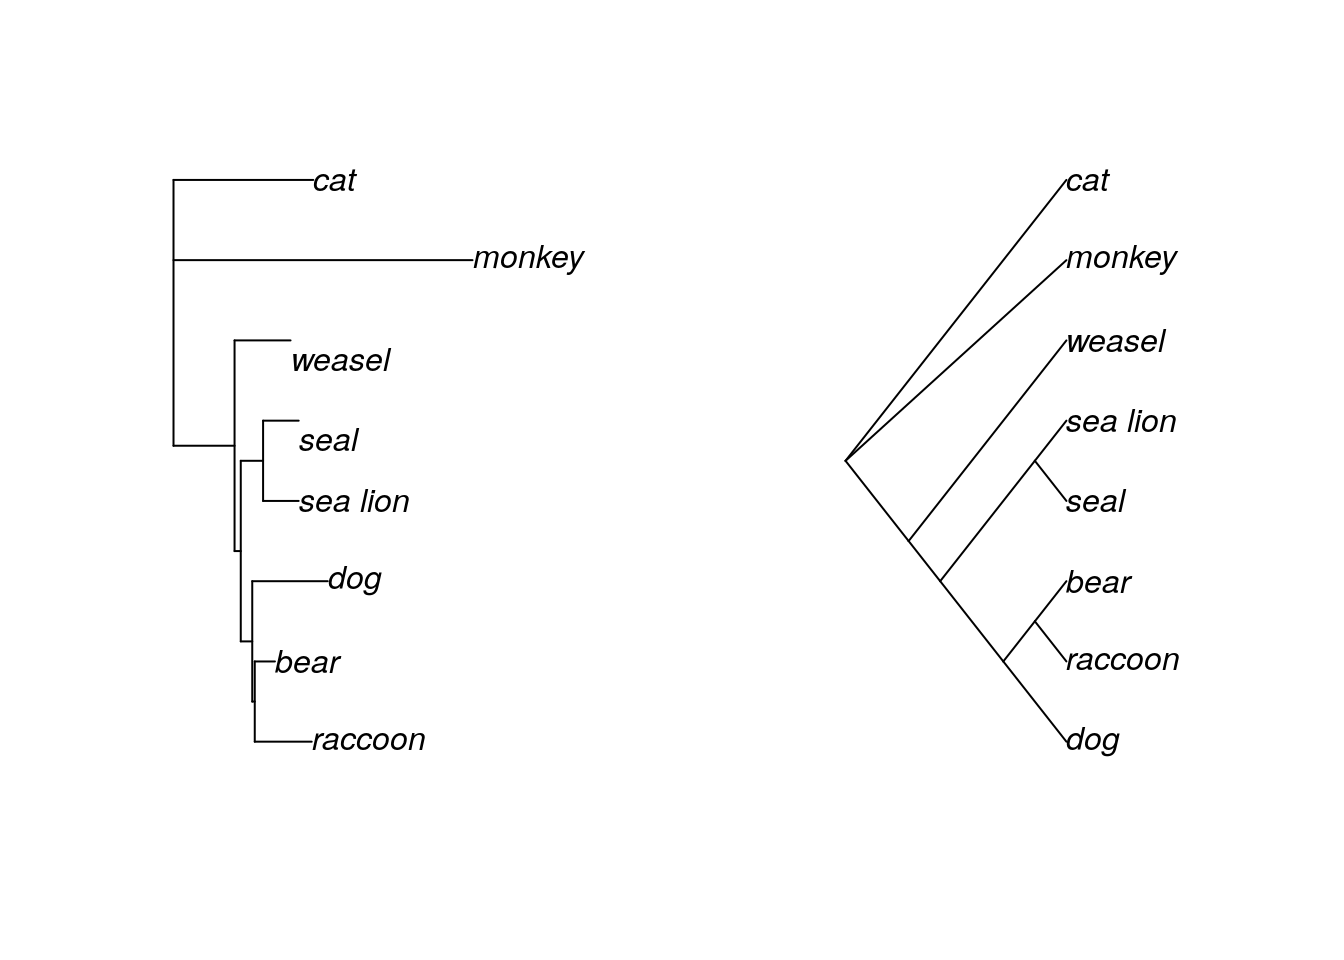 cat
monkey
weasel
seal
sea lion
dog
bear
raccoon
cat
monkey
weasel
sea lion
seal
bear
raccoon
dog